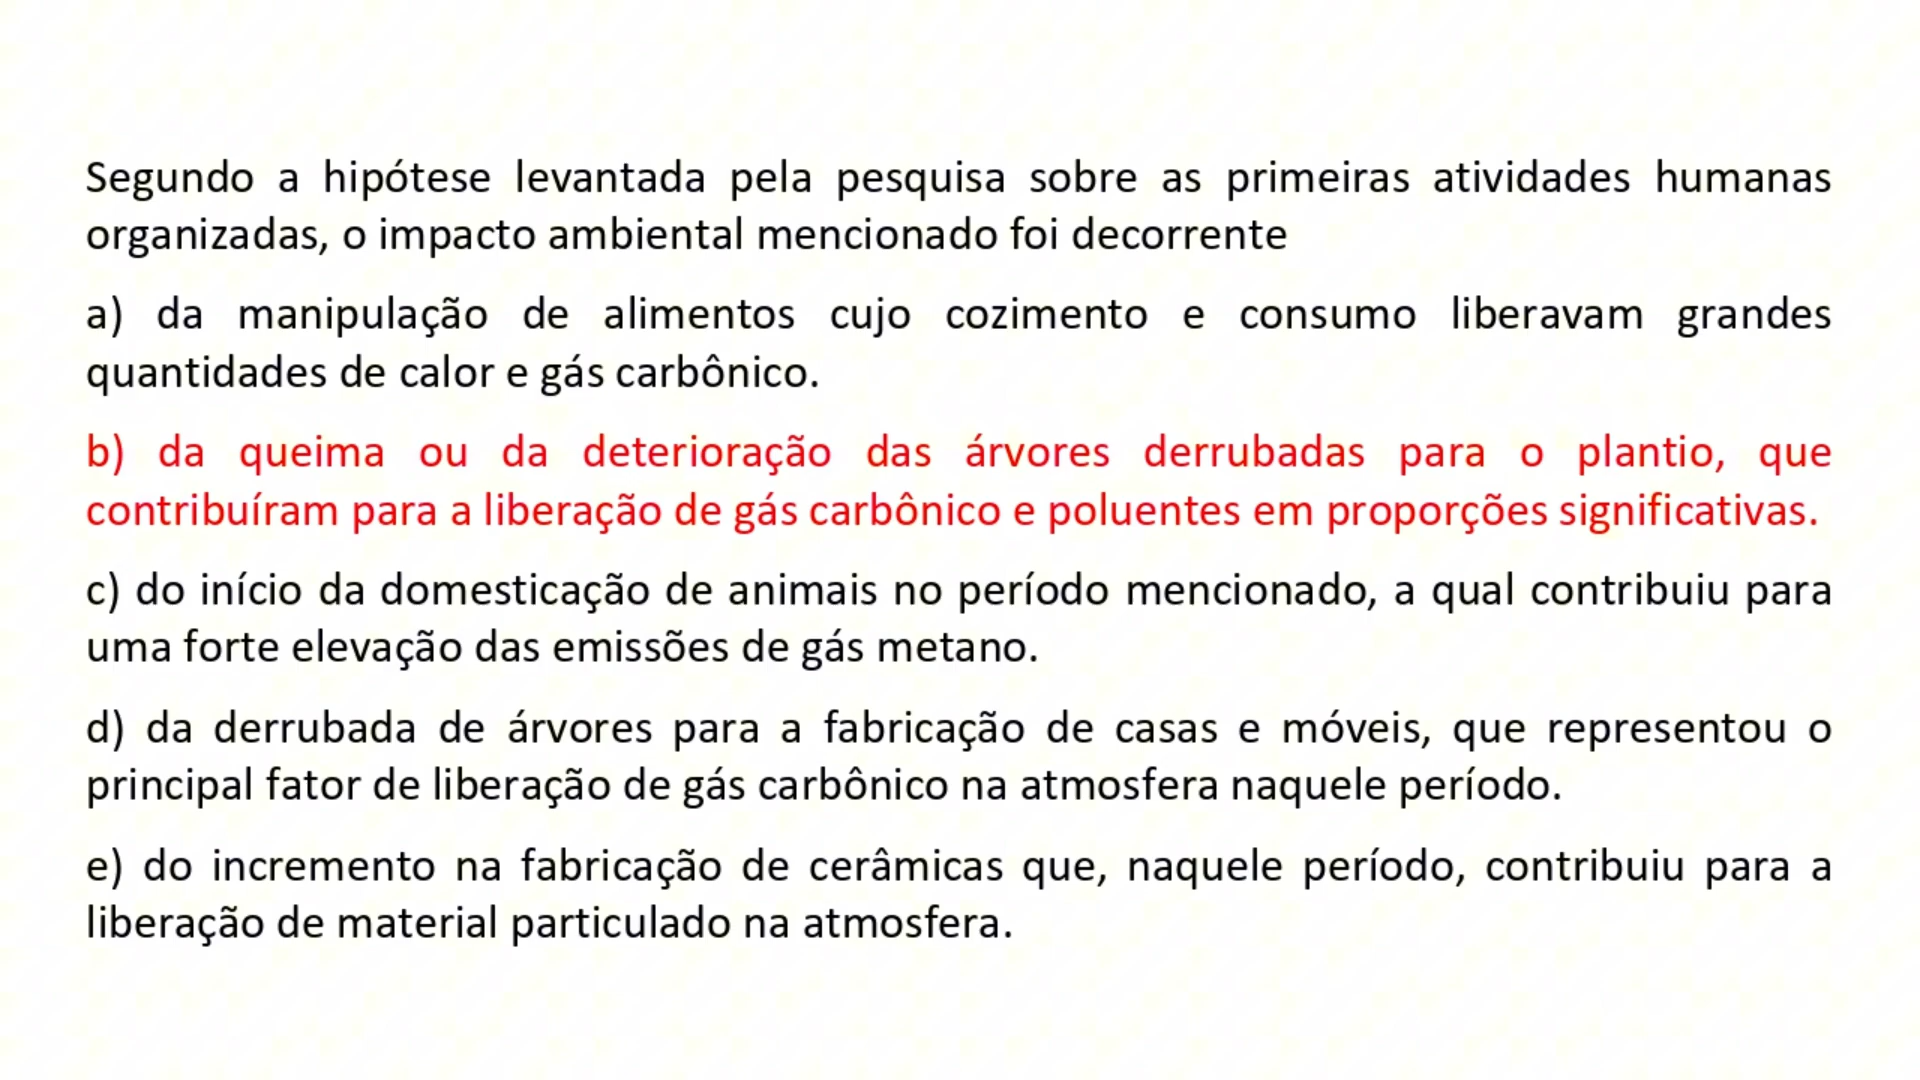 Segundo a hipótese levantada pela pesquisa sobre as primeiras atividades humanas
organizadas, o impacto ambiental mencionado foi decorrente
a) da manipulação de alimentos cujo cozimento e consumo liberavam grandes
quantidades de calor e gás carbônico.
b) da queima ou da deterioração das árvores derrubadas para o plantio, que
contribuíram para a liberação de gás carbônico e poluentes em proporções significativas.
c) do início da domesticação de animais no período mencionado, a qual contribuiu para
uma forte elevação das emissões de gás metano.
d) da derrubada de árvores para a fabricação de casas e móveis, que representou o
principal fator de liberação de gás carbônico na atmosfera naquele período.
e) do incremento na fabricação de cerâmicas que, naquele período, contribuiu para a
liberação de material particulado na atmosfera.